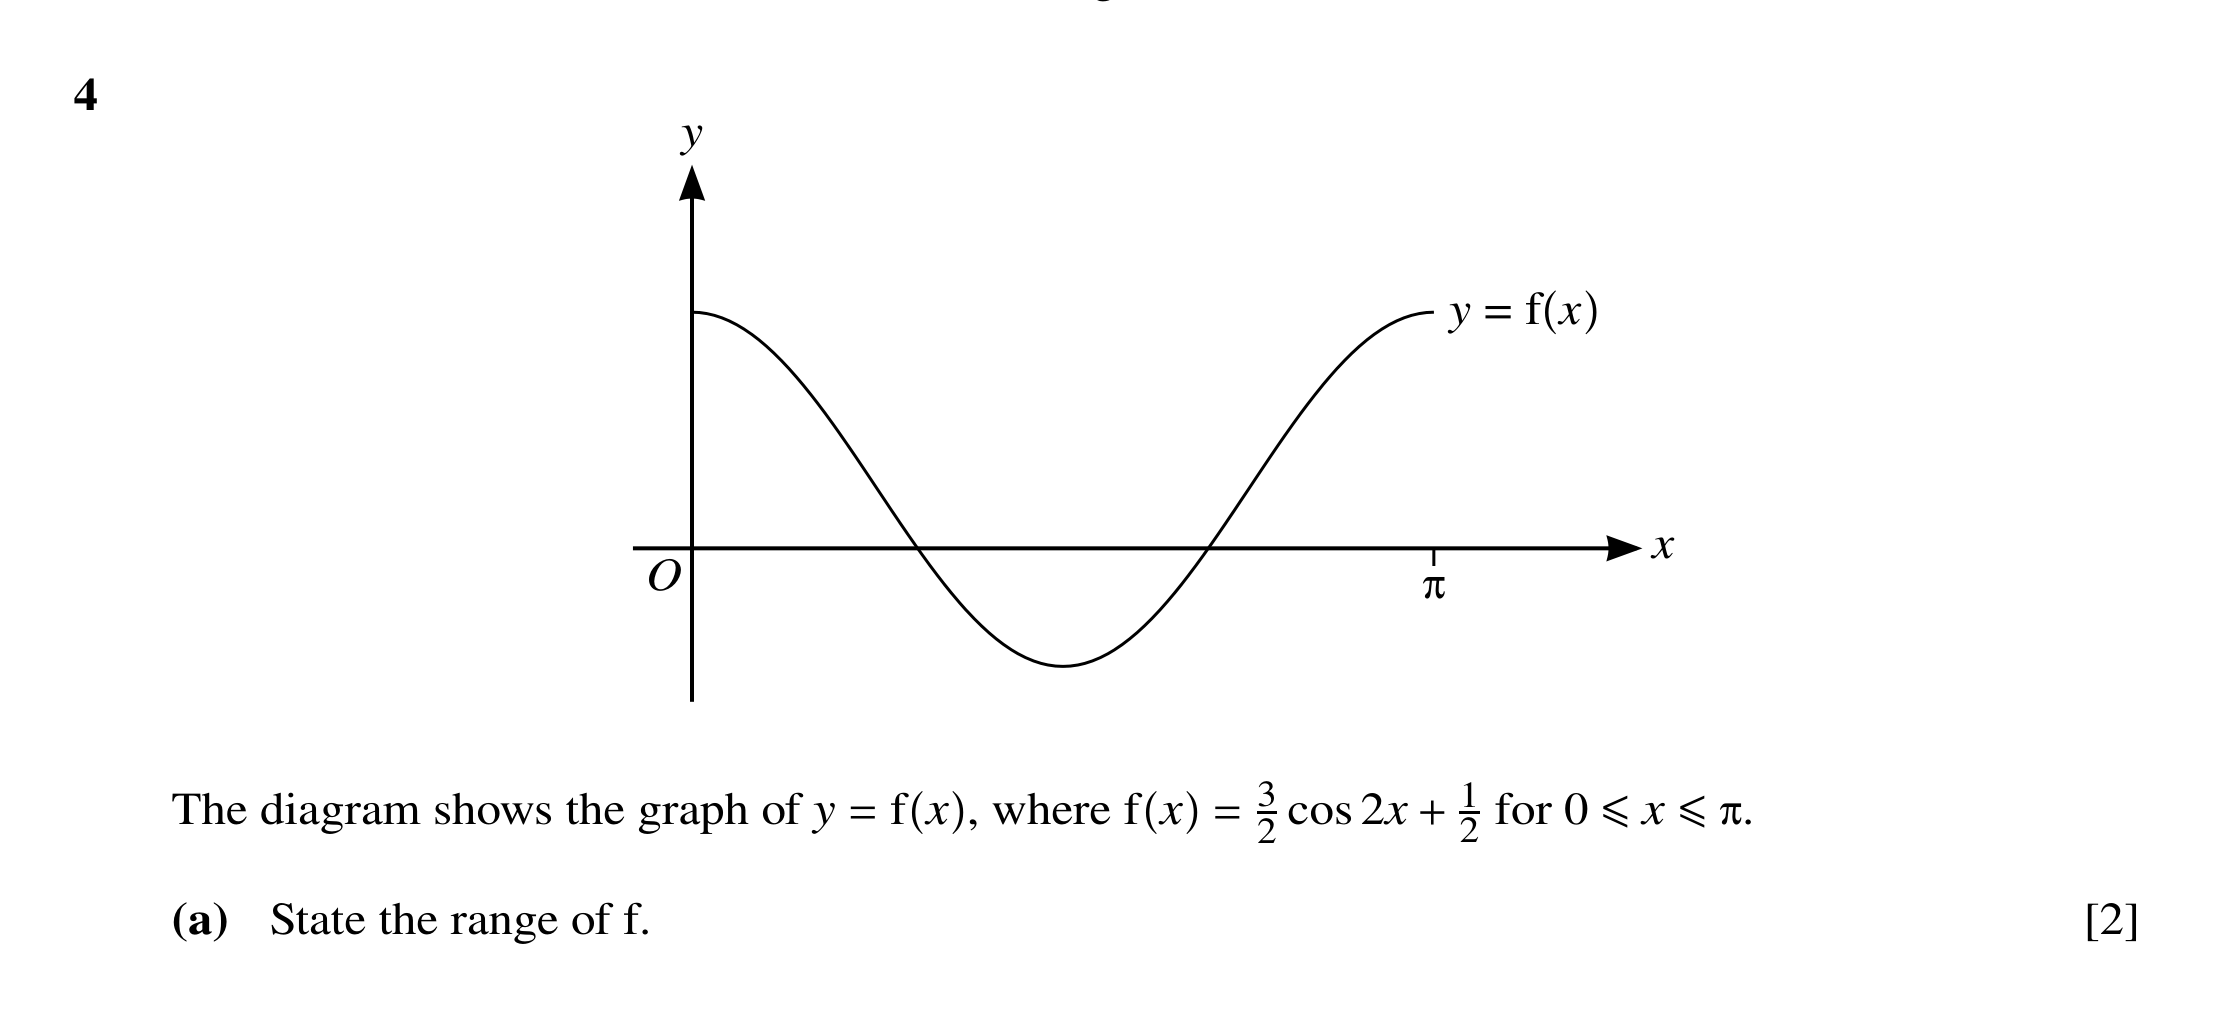 4
y
y = f(x)
O
π
x
The diagram shows the graph of y = f(x), where f(x) = 3/2 cos 2x + 1/2 for 0 ⩽ x ⩽ π.
(a) State the range of f. [2]